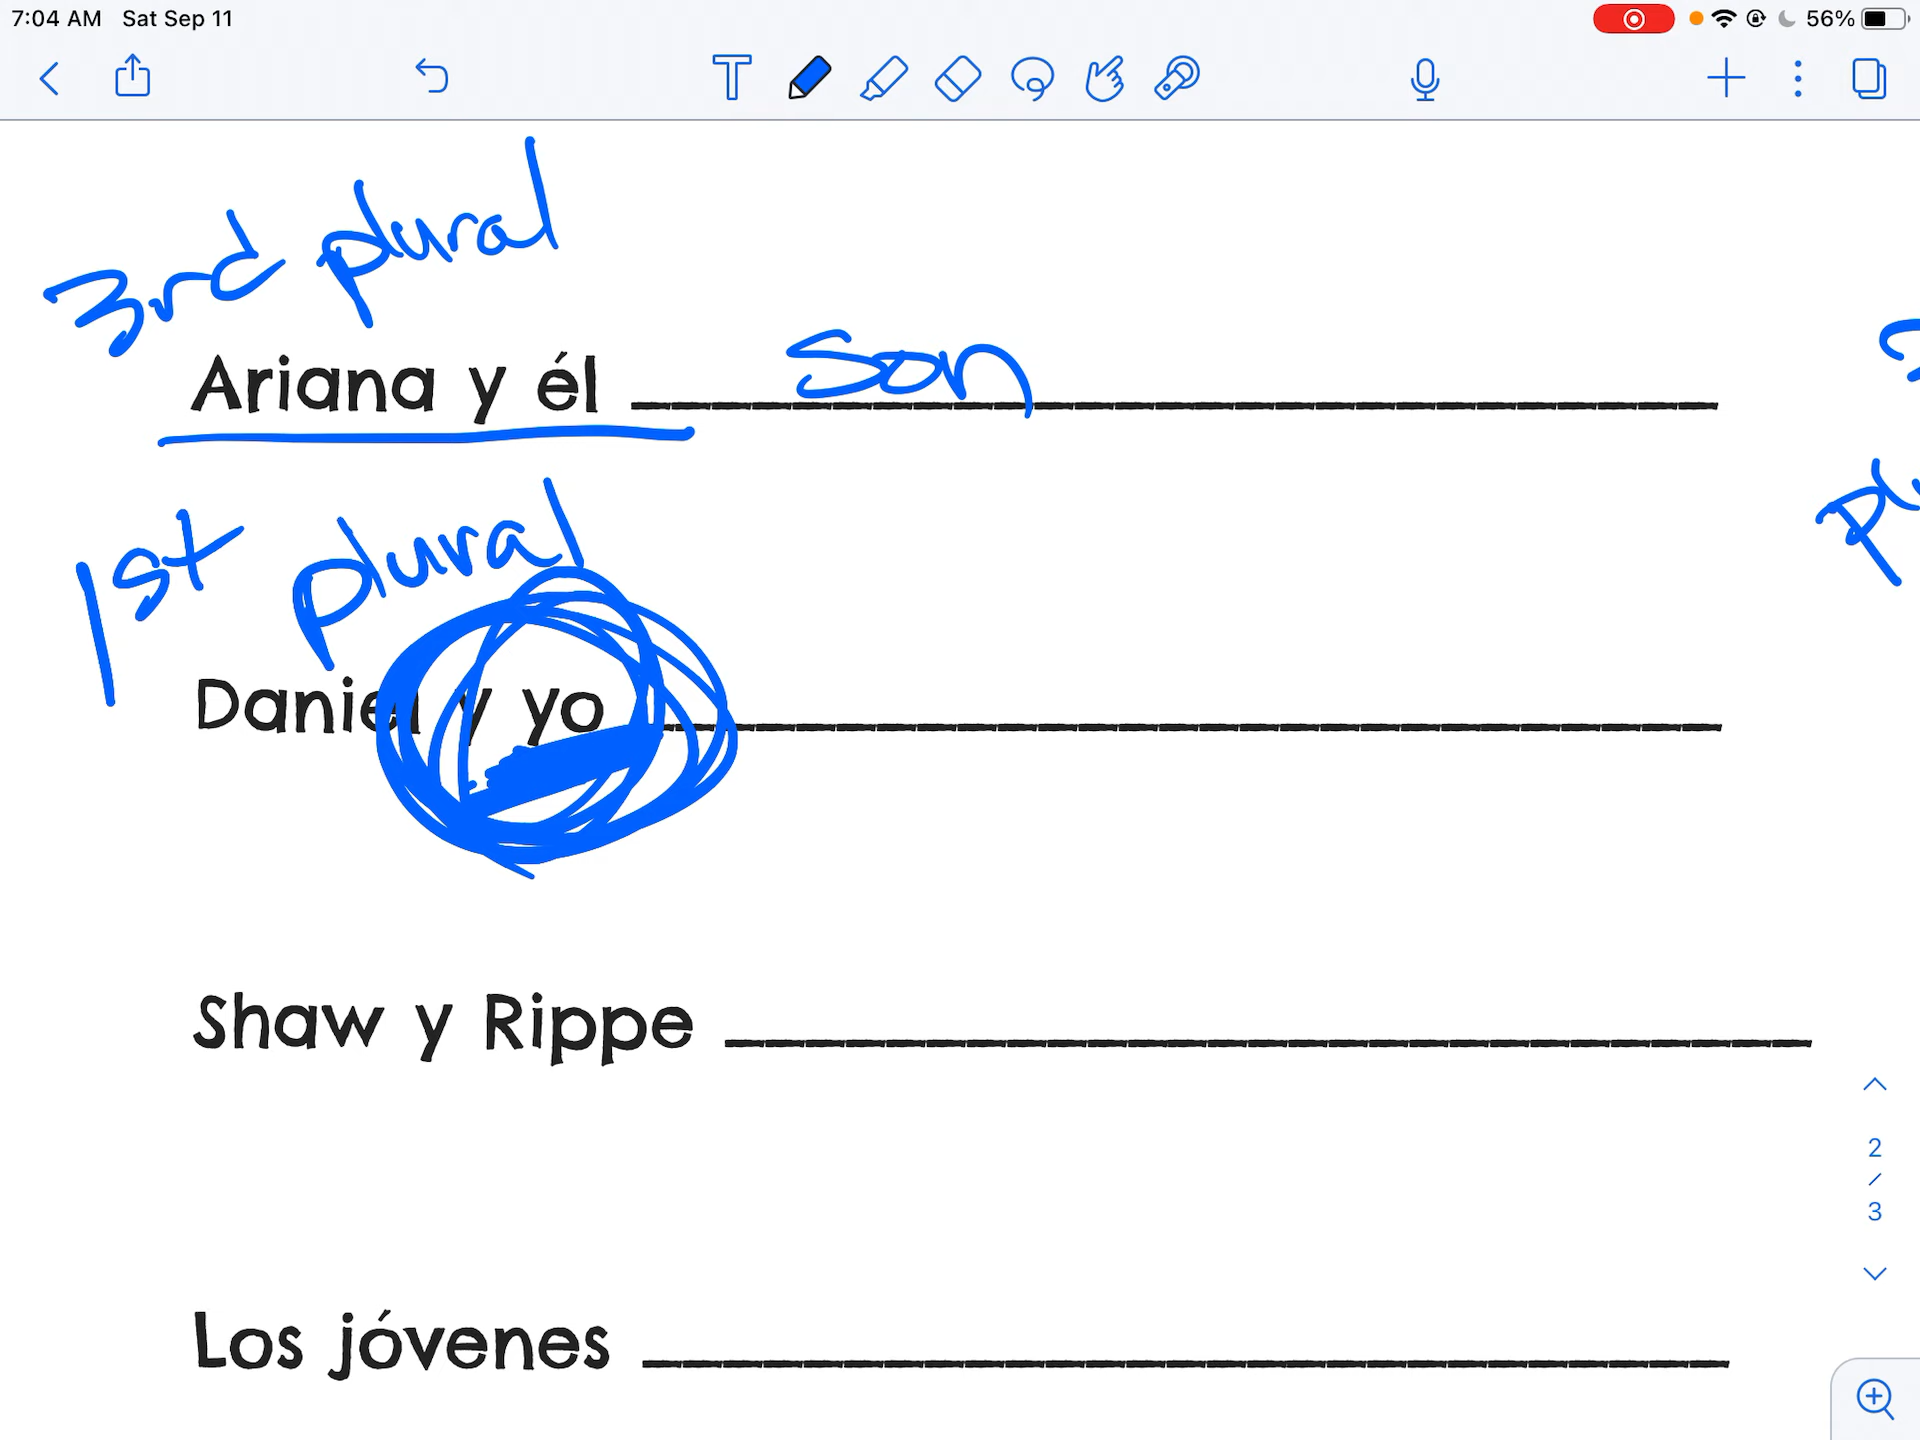 7:04 AM Sat Sep 11
56%
3rd plural
Ariana y él son
1st plural
Daniel y yo
Shaw y Rippe
2
/
3
Los jóvenes